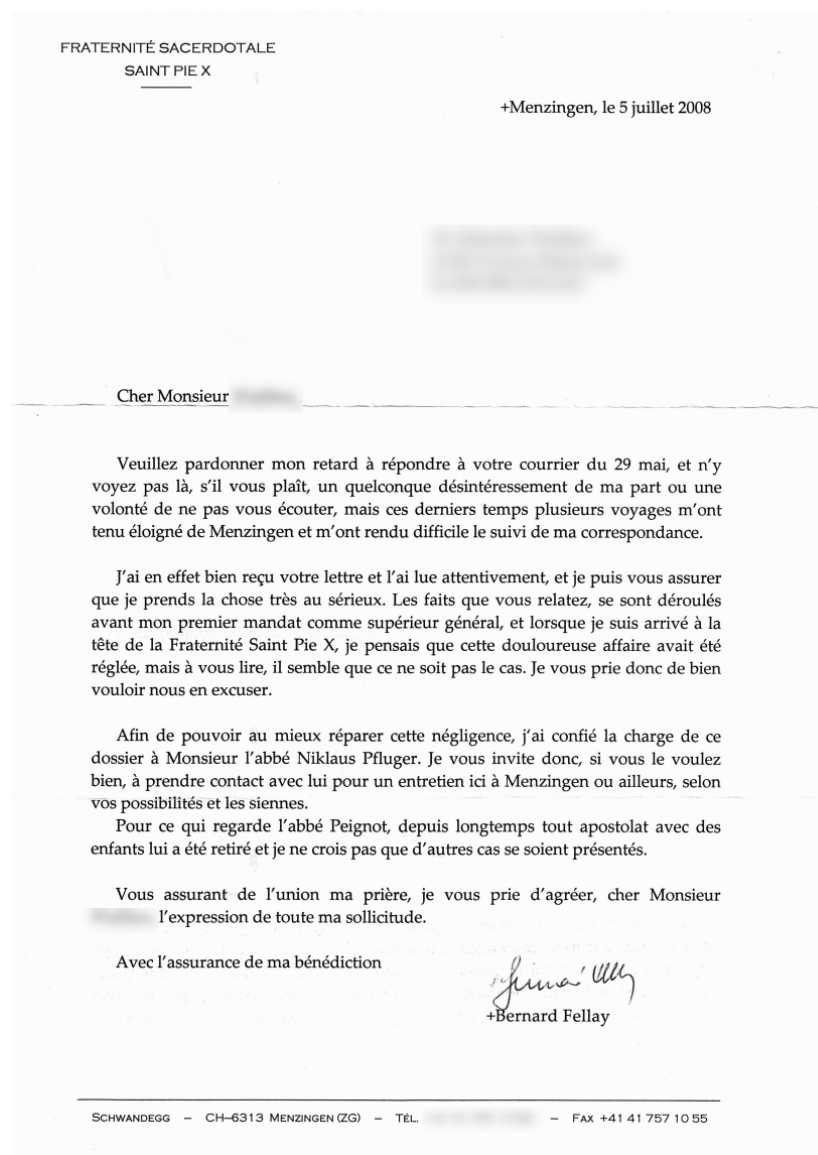 FRATERNITÉ SACERDOTALE
SAINT PIE X
+Menzingen, le 5 juillet 2008
Cher Monsieur
Veuillez pardonner mon retard à répondre à votre courrier du 29 mai, et n'y
voyez pas là, s'il vous plaît, un quelconque désintéressement de ma part ou une
volonté de ne pas vous écouter, mais ces derniers temps plusieurs voyages m'ont
tenu éloigné de Menzingen et m'ont rendu difficile le suivi de ma correspondance.
J'ai en effet bien reçu votre lettre et l'ai lue attentivement, et je puis vous assurer
que je prends la chose très au sérieux. Les faits que vous relatez, se sont déroulés
avant mon premier mandat comme supérieur général, et lorsque je suis arrivé à la
tête de la Fraternité Saint Pie X, je pensais que cette douloureuse affaire avait été
réglée, mais à vous lire, il semble que ce ne soit pas le cas. Je vous prie donc de bien
vouloir nous en excuser.
Afin de pouvoir au mieux réparer cette négligence, j'ai confié la charge de ce
dossier à Monsieur l'abbé Niklaus Pfluger. Je vous invite donc, si vous le voulez
bien, à prendre contact avec lui pour un entretien ici à Menzingen ou ailleurs, selon
vos possibilités et les siennes.
Pour ce qui regarde l'abbé Peignot, depuis longtemps tout apostolat avec des
enfants lui a été retiré et je ne crois pas que d'autres cas se soient présentés.
Vous assurant de l'union ma prière, je vous prie d'agréer, cher Monsieur
l'expression de toute ma sollicitude.
Avec l'assurance de ma bénédiction
+Bernard Fellay
SCHWANDEGG – CH–6313 MENZINGEN (ZG) – TÉL. – FAX +41 41 757 10 55